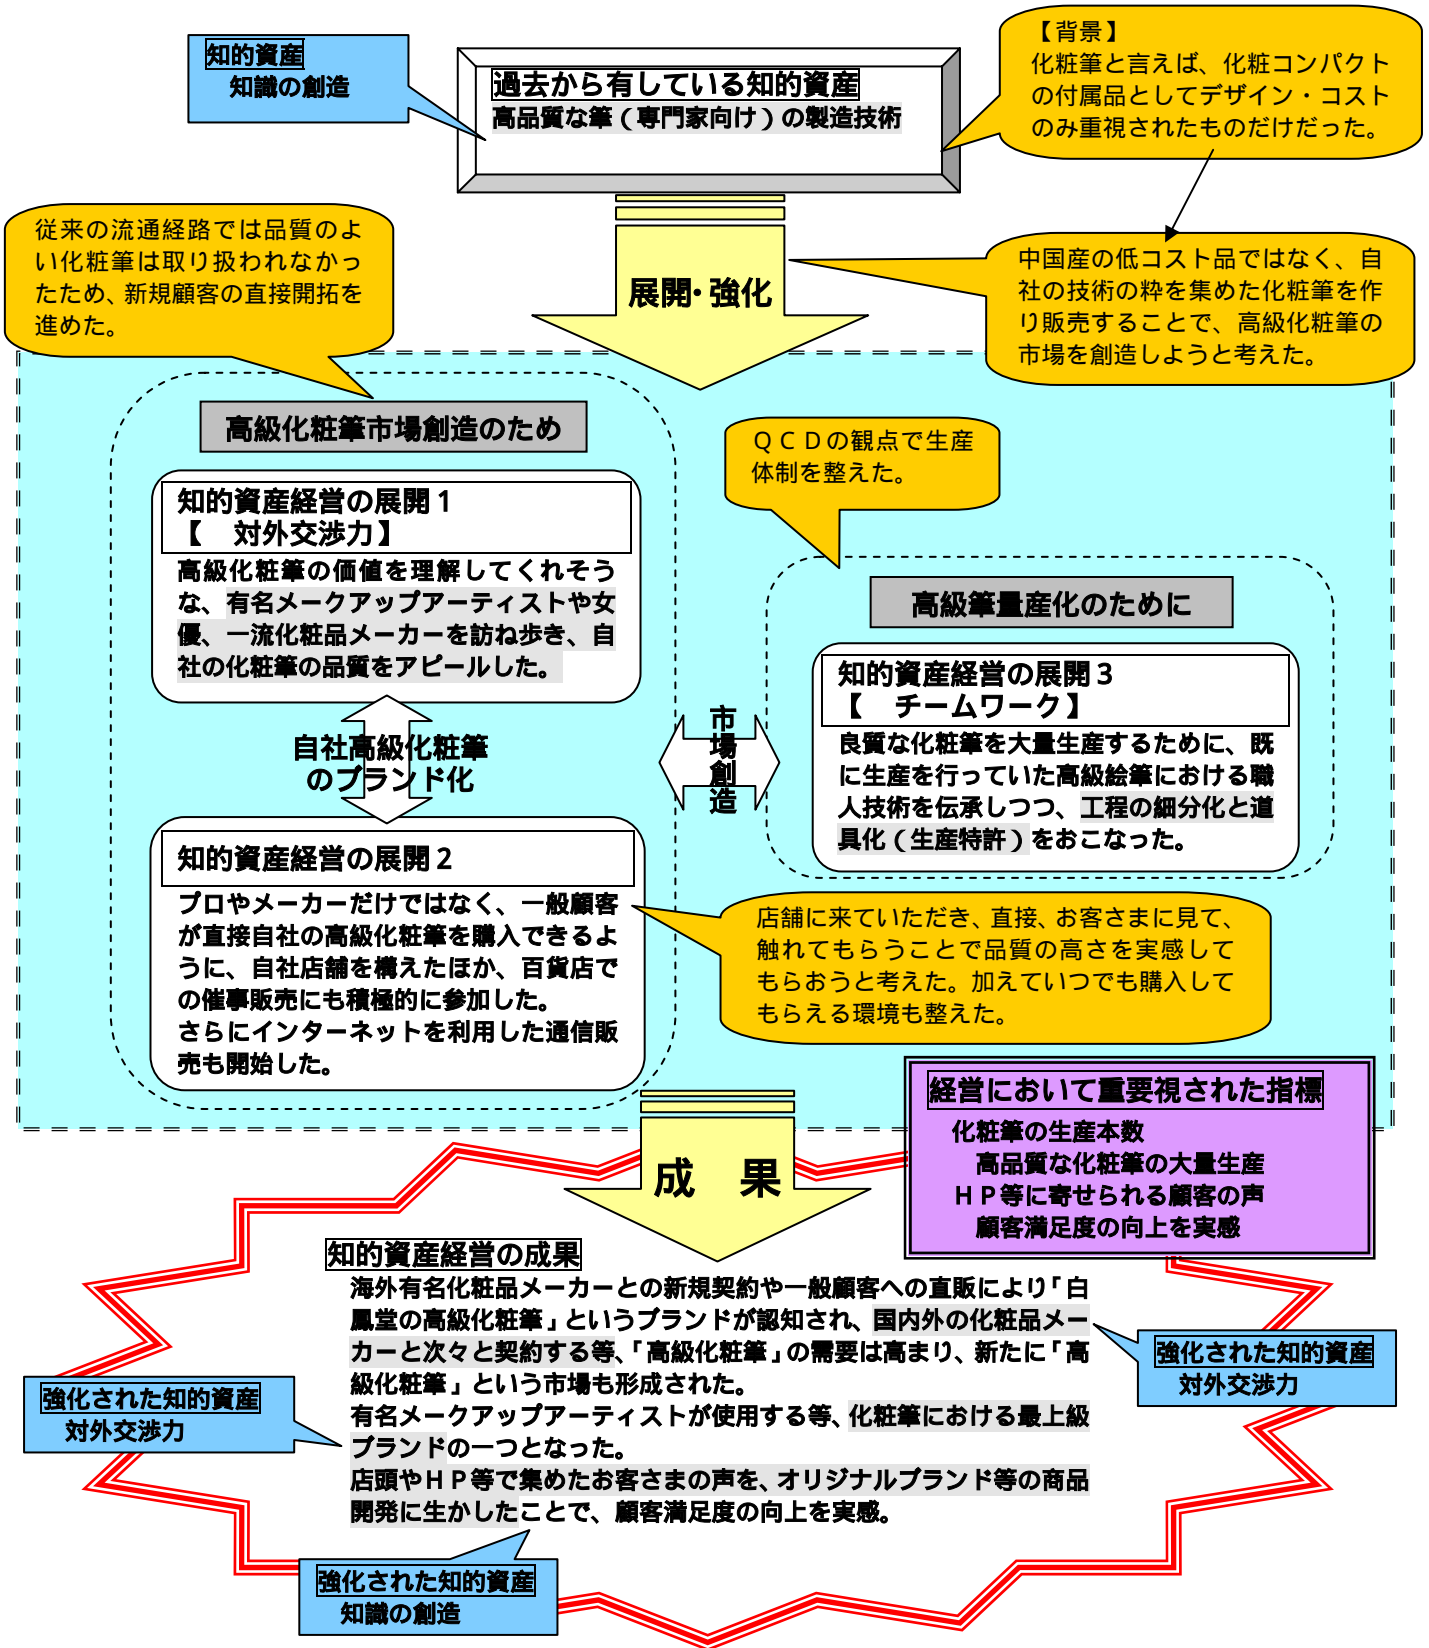 知的資産
知識の創造
過去から有している知的資産
高品質な筆（専門家向け）の製造技術
【背景】
化粧筆と言えば、化粧コンパクト
の付属品としてデザイン・コスト
のみ重視されたものだけだった。
従来の流通経路では品質のよ
い化粧筆は取り扱われなかっ
たため、新規顧客の直接開拓を
進めた。
展開・強化
中国産の低コスト品ではなく、自
社の技術の粋を集めた化粧筆を作
り販売することで、高級化粧筆の
市場を創造しようと考えた。
高級化粧筆市場創造のため
知的資産経営の展開１
【　対外交渉力】
高級化粧筆の価値を理解してくれそう
な、有名メークアップアーティストや女
優、一流化粧品メーカーを訪ね歩き、自
社の化粧筆の品質をアピールした。
自社高級化粧筆
のブランド化
知的資産経営の展開２
プロやメーカーだけではなく、一般顧客
が直接自社の高級化粧筆を購入できるよ
うに、自社店舗を構えたほか、百貨店で
の催事販売にも積極的に参加した。
さらにインターネットを利用した通信販
売も開始した。
市場創造
ＱＣＤの観点で生産
体制を整えた。
高級筆量産化のために
知的資産経営の展開３
【　チームワーク】
良質な化粧筆を大量生産するために、既
に生産を行っていた高級絵筆における職
人技術を伝承しつつ、工程の細分化と道
具化（生産特許）をおこなった。
店舗に来ていただき、直接、お客さまに見て、
触れてもらうことで品質の高さを実感して
もらおうと考えた。加えていつでも購入して
もらえる環境も整えた。
経営において重要視された指標
化粧筆の生産本数
高品質な化粧筆の大量生産
ＨＰ等に寄せられる顧客の声
顧客満足度の向上を実感
成　果
知的資産経営の成果
海外有名化粧品メーカーとの新規契約や一般顧客への直販により「白
鳳堂の高級化粧筆」というブランドが認知され、国内外の化粧品メー
カーと次々と契約する等、「高級化粧筆」の需要は高まり、新たに「高
級化粧筆」という市場も形成された。
有名メークアップアーティストが使用する等、化粧筆における最上級
ブランドの一つとなった。
店頭やＨＰ等で集めたお客さまの声を、オリジナルブランド等の商品
開発に生かしたことで、顧客満足度の向上を実感。
強化された知的資産
対外交渉力
強化された知的資産
対外交渉力
強化された知的資産
知識の創造